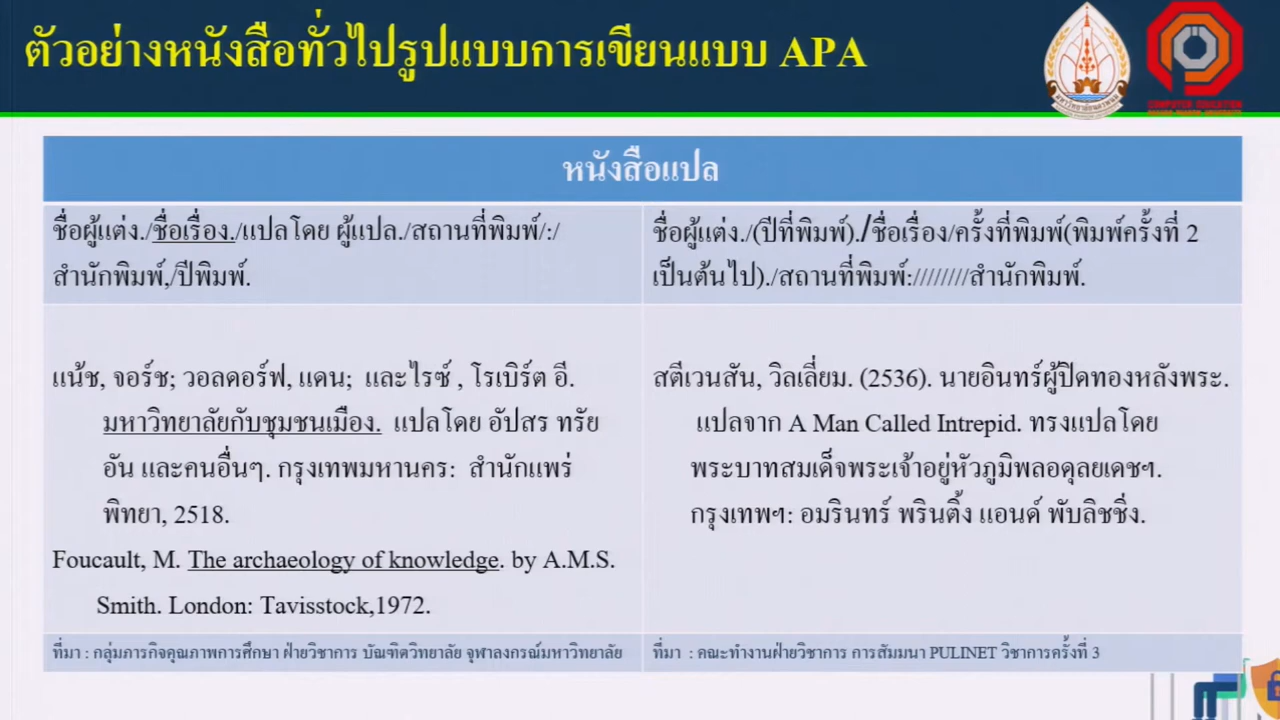 ตัวอย่างหนังสือทั่วไปรูปแบบการเขียนแบบ APA
มหาวิทยาลัยนครพนม
COMPUTER EDUCATION
หนังสือแปล
ชื่อผู้แต่ง./ชื่อเรื่อง./แปลโดย ผู้แปล./สถานที่พิมพ์/:/
สำนักพิมพ์,/ปีพิมพ์.
ชื่อผู้แต่ง./(ปีที่พิมพ์)./ชื่อเรื่อง/ครั้งที่พิมพ์(พิมพ์ครั้งที่ 2
เป็นต้นไป)./สถานที่พิมพ์:////////สำนักพิมพ์.
แน้ช, จอร์ช; วอลดอร์ฟ, แดน; และไรซ์ , โรเบิร์ต อี.
มหาวิทยาลัยกับชุมชนเมือง. แปลโดย อัปสร ทรัย
อัน และคนอื่นๆ. กรุงเทพมหานคร: สำนักแพร่
พิทยา, 2518.
Foucault, M. The archaeology of knowledge. by A.M.S.
Smith. London: Tavisstock,1972.
สตีเวนสัน, วิลเลี่ยม. (2536). นายอินทร์ผู้ปิดทองหลังพระ.
แปลจาก A Man Called Intrepid. ทรงแปลโดย
พระบาทสมเด็จพระเจ้าอยู่หัวภูมิพลอดุลยเดชฯ.
กรุงเทพฯ: อมรินทร์ พรินติ้ง แอนด์ พับลิชชิ่ง.
ที่มา : กลุ่มภารกิจคุณภาพการศึกษา ฝ่ายวิชาการ บัณฑิตวิทยาลัย จุฬาลงกรณ์มหาวิทยาลัย
ที่มา : คณะทำงานฝ่ายวิชาการ การสัมมนา PULINET วิชาการครั้งที่ 3